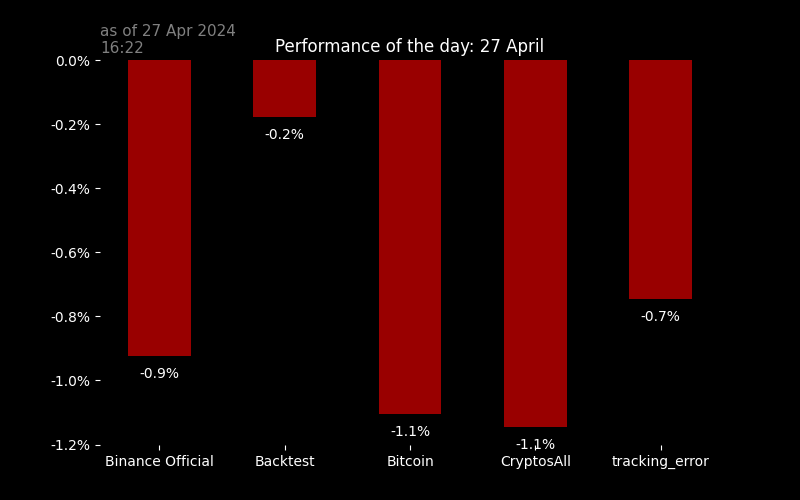 as of 27 Apr 2024
16:22
Performance of the day: 27 April
0.0%
-0.2%
-0.4%
-0.6%
-0.8%
-1.0%
-1.2%
-0.9%
-0.2%
-1.1%
-1.1%
-0.7%
Binance Official
Backtest
Bitcoin
CryptosAll
tracking_error